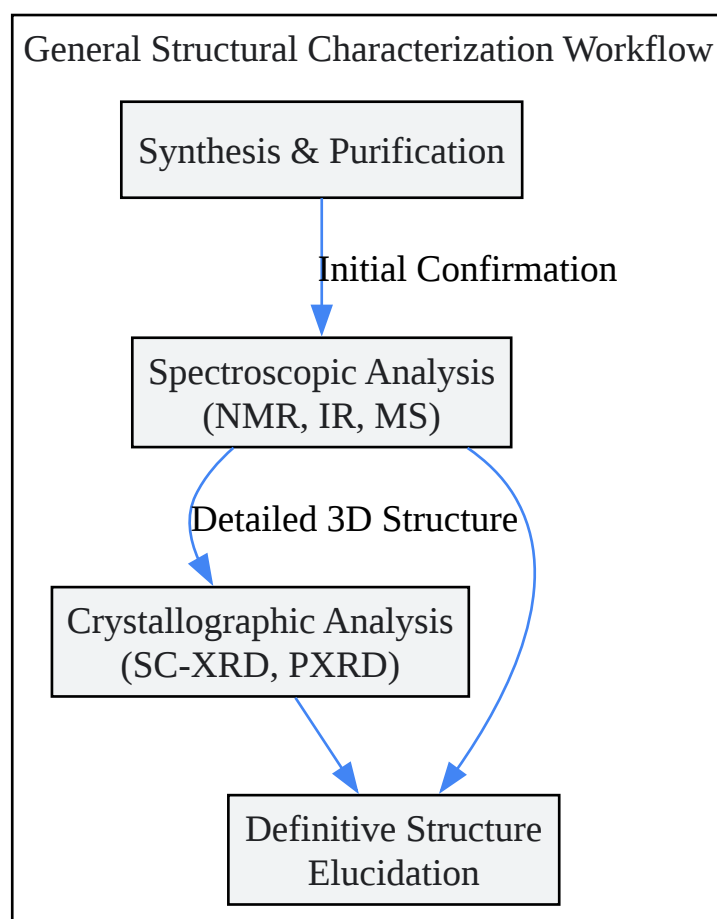 General Structural Characterization Workflow
Synthesis & Purification
Initial Confirmation
Spectroscopic Analysis
(NMR, IR, MS)
Detailed 3D Structure
Crystallographic Analysis
(SC-XRD, PXRD)
Definitive Structure
Elucidation